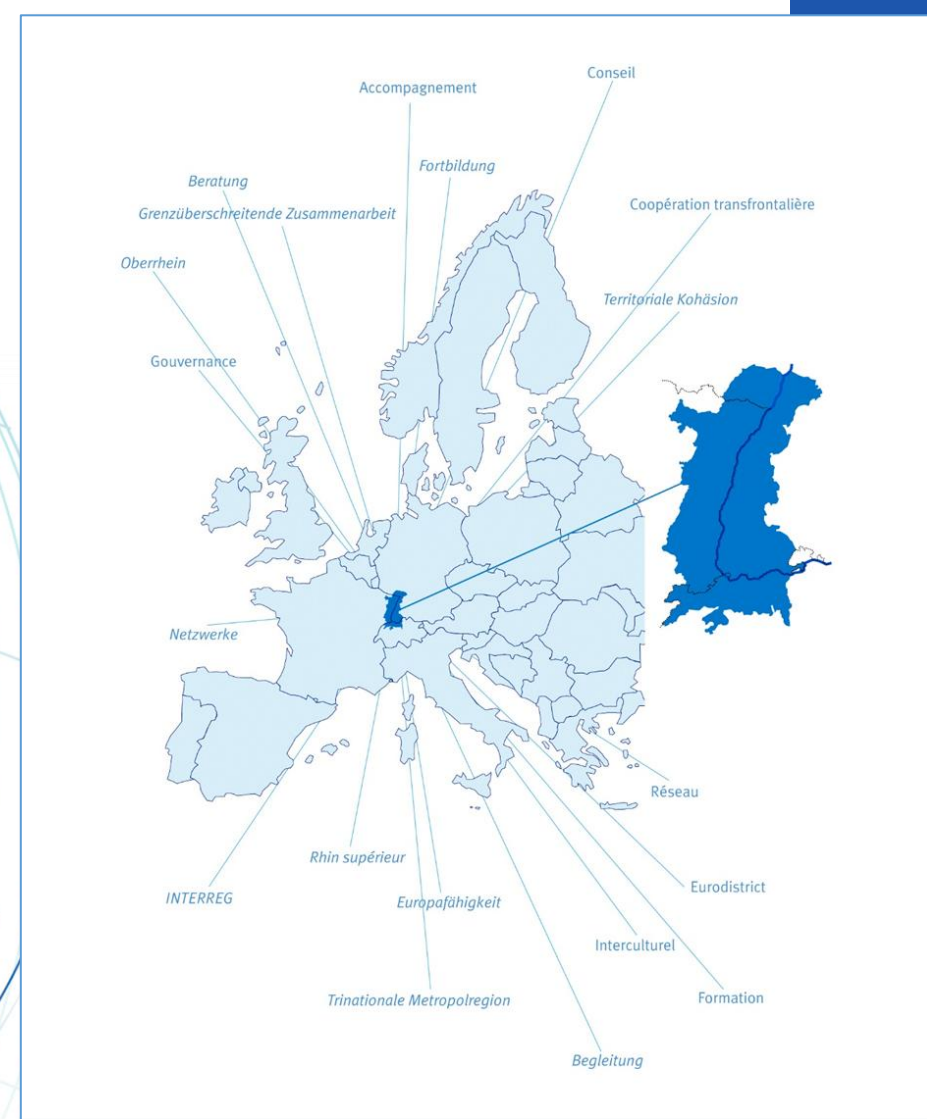 Conseil
Accompagnement
Fortbildung
Beratung
Coopération transfrontalière
Grenzüberschreitende Zusammenarbeit
Oberrhein
Territoriale Kohäsion
Gouvernance
Netzwerke
Réseau
Rhin supérieur
Eurodistrict
INTERREG
Europafähigkeit
Interculturel
Formation
Trinationale Metropolregion
Begleitung